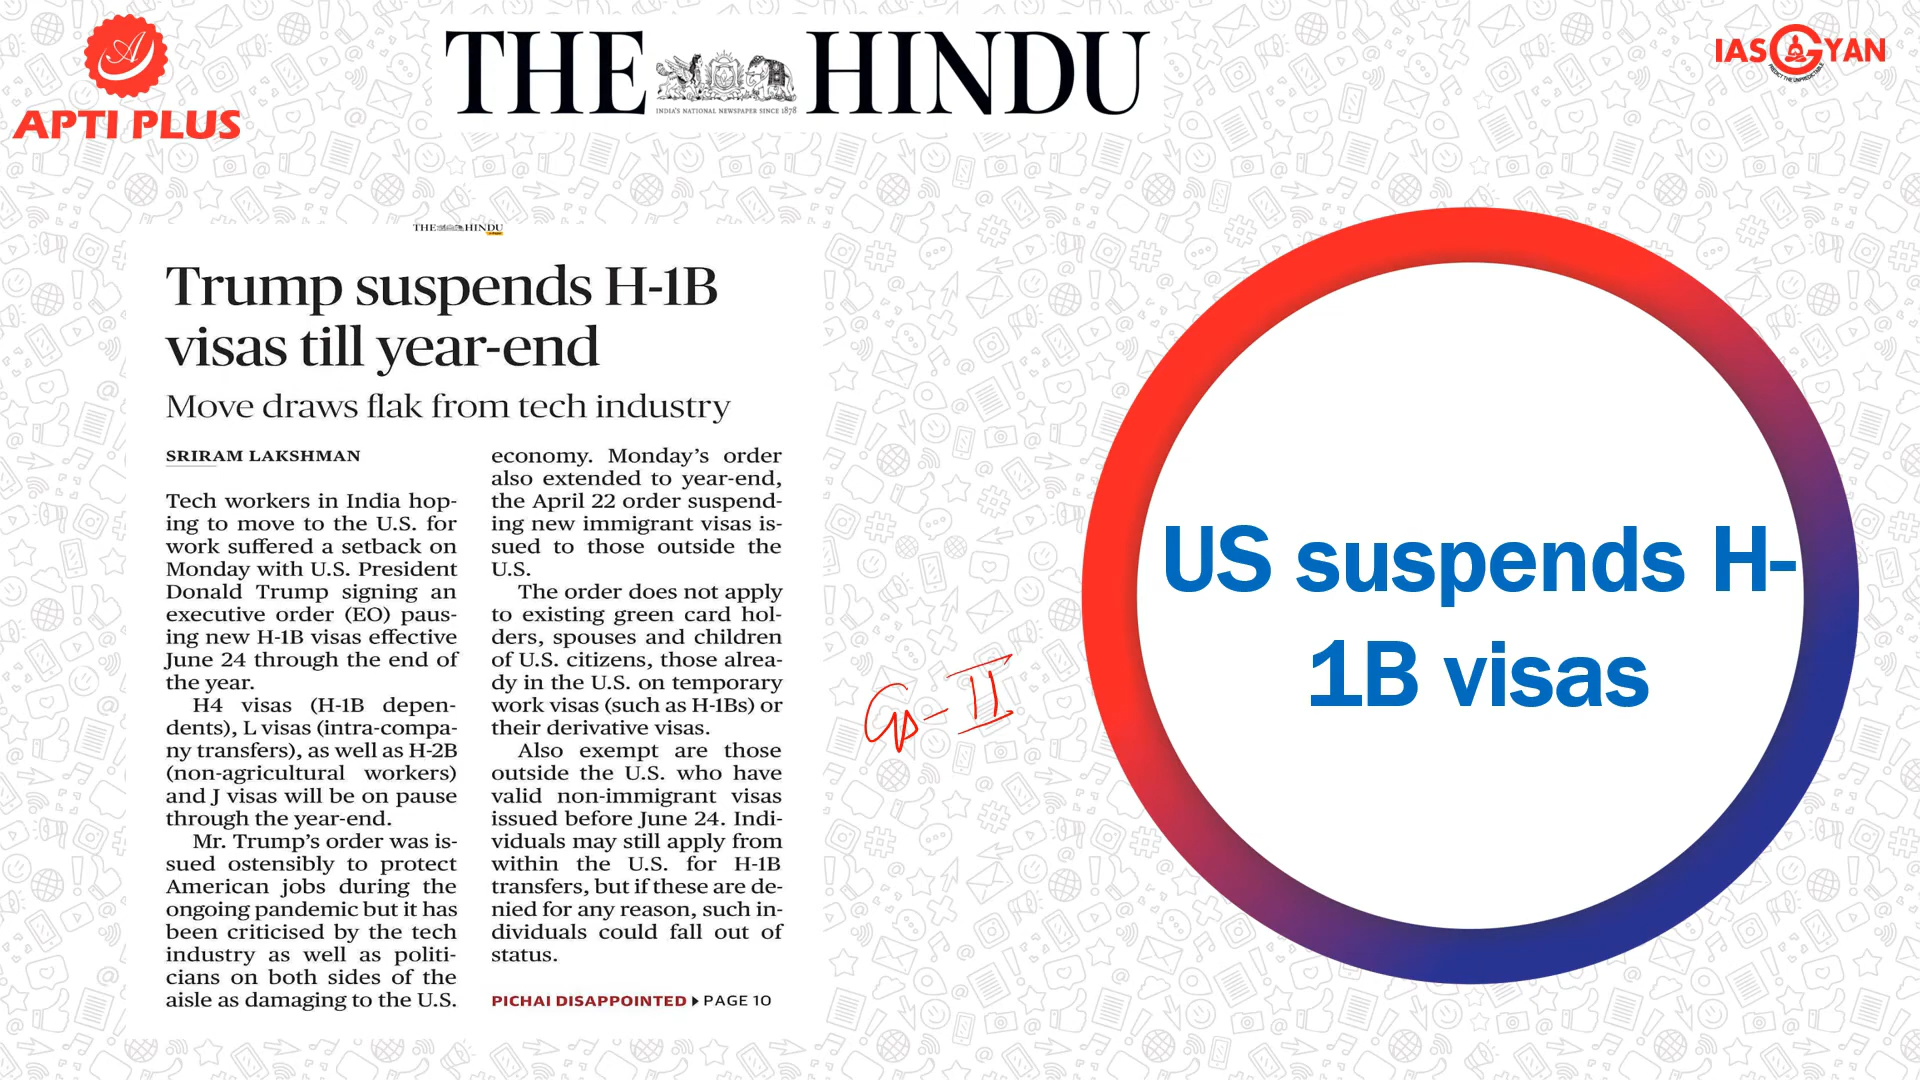 APTI PLUS
THE HINDU
INDIA'S NATIONAL NEWSPAPER SINCE 1878
IAS GYAN
PREDICT THE UNPREDICTABLE
THE HINDU
Trump suspends H-1B
visas till year-end
Move draws flak from tech industry
SRIRAM LAKSHMAN
Tech workers in India hop-
ing to move to the U.S. for
work suffered a setback on
Monday with U.S. President
Donald Trump signing an
executive order (EO) paus-
ing new H-1B visas effective
June 24 through the end of
the year.
H4 visas (H-1B depen-
dents), L visas (intra-compa-
ny transfers), as well as H-2B
(non-agricultural workers)
and J visas will be on pause
through the year-end.
Mr. Trump's order was is-
sued ostensibly to protect
American jobs during the
ongoing pandemic but it has
been criticised by the tech
industry as well as politi-
cians on both sides of the
aisle as damaging to the U.S.
economy. Monday's order
also extended to year-end,
the April 22 order suspend-
ing new immigrant visas is-
sued to those outside the
U.S.
The order does not apply
to existing green card hol-
ders, spouses and children
of U.S. citizens, those alrea-
dy in the U.S. on temporary
work visas (such as H-1Bs) or
their derivative visas.
Also exempt are those
outside the U.S. who have
valid non-immigrant visas
issued before June 24. Indi-
viduals may still apply from
within the U.S. for H-1B
transfers, but if these are de-
nied for any reason, such in-
dividuals could fall out of
status.
PICHAI DISAPPOINTED PAGE 10
GS-II
US suspends H-
1B visas